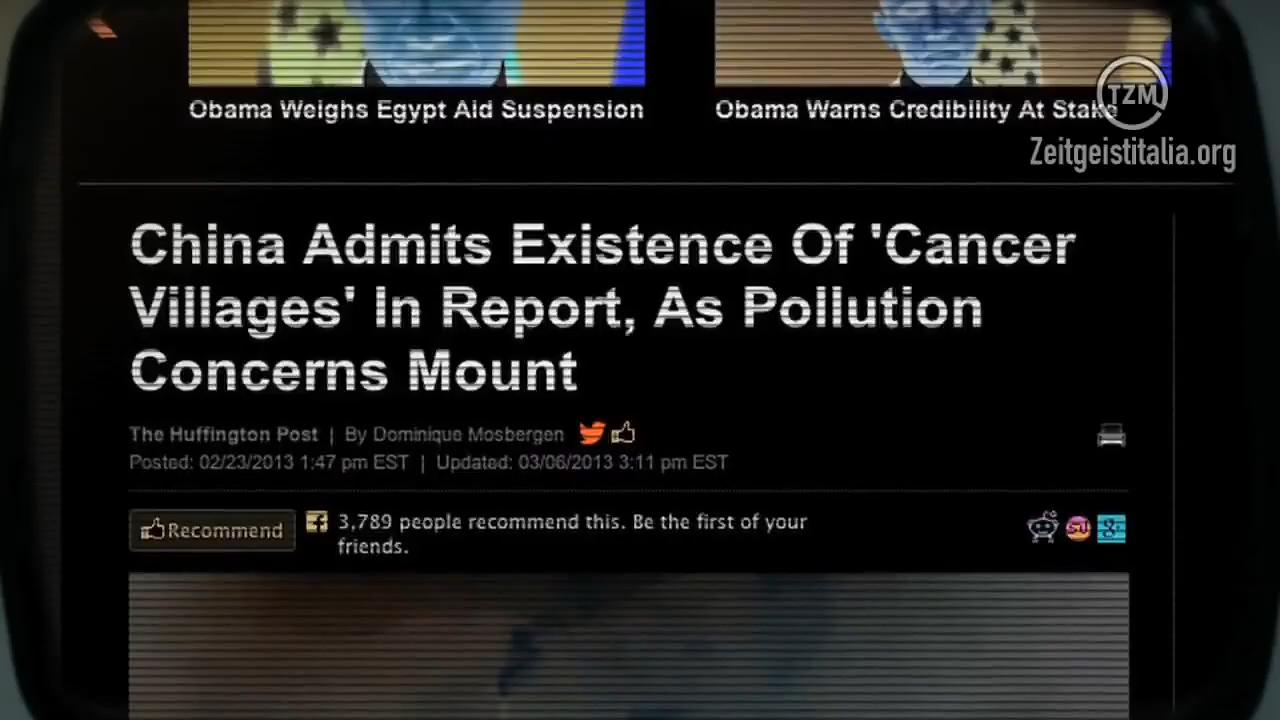 Obama Weighs Egypt Aid Suspension
Obama Warns Credibility At Stake
TZM
Zeitgeistitalia.org
China Admits Existence Of 'Cancer
Villages' In Report, As Pollution
Concerns Mount
The Huffington Post | By Dominique Mosbergen
Posted: 02/23/2013 1:47 pm EST | Updated: 03/06/2013 3:11 pm EST
Recommend
3,789 people recommend this. Be the first of your
friends.